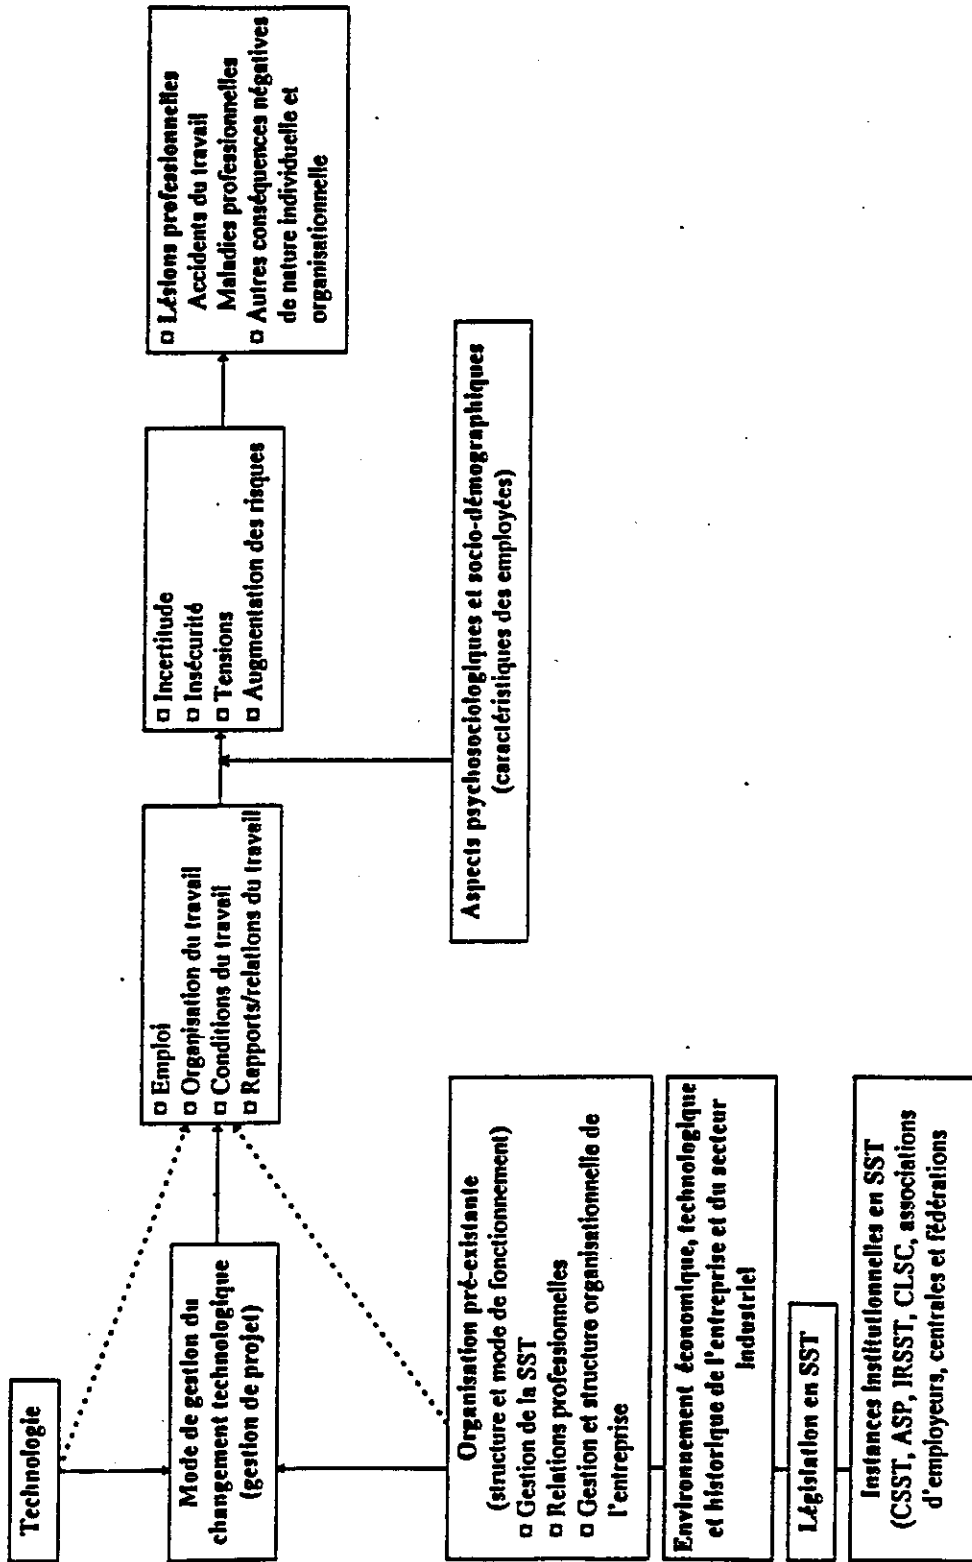 Technologie
Mode de gestion du
changement technologique
(gestion de projet)
Organisation pré-existante
(structure et mode de fonctionnement)
□ Gestion de la SST
□ Relations professionnelles
□ Gestion et structure organisationnelle de
l'entreprise
Environnement économique, technologique
et historique de l'entreprise et du secteur
industriel
Législation en SST
Instances institutionnelles en SST
(CSST, ASP, IRSST, CLSC, associations
d'employeurs, centrales et fédérations
□ Emploi
□ Organisation du travail
□ Conditions du travail
□ Rapports/relations du travail
Aspects psychosociologiques et socio-démographiques
(caractéristiques des employées)
□ Incertitude
□ Insécurité
□ Tensions
□ Augmentation des risques
□ Lésions professionnelles
Accidents du travail
Maladies professionnelles
□ Autres conséquences négatives
de nature individuelle et
organisationnelle